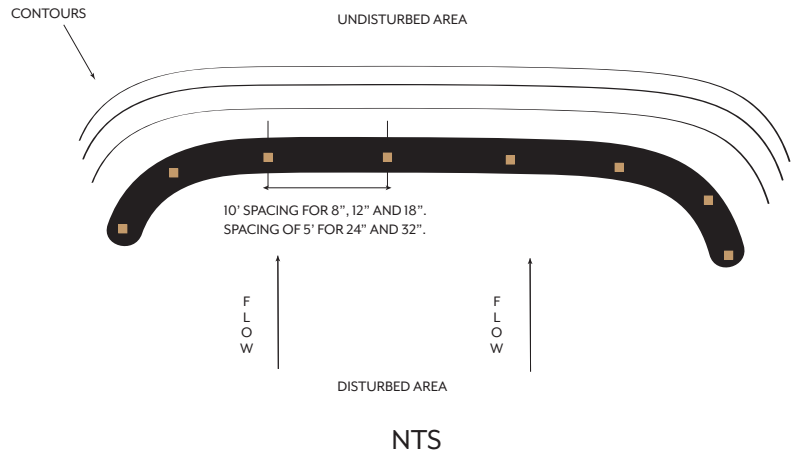 CONTOURS
UNDISTURBED AREA
10’ SPACING FOR 8”, 12” AND 18”.
SPACING OF 5’ FOR 24” AND 32”.
F
L
O
W
F
L
O
W
DISTURBED AREA
NTS